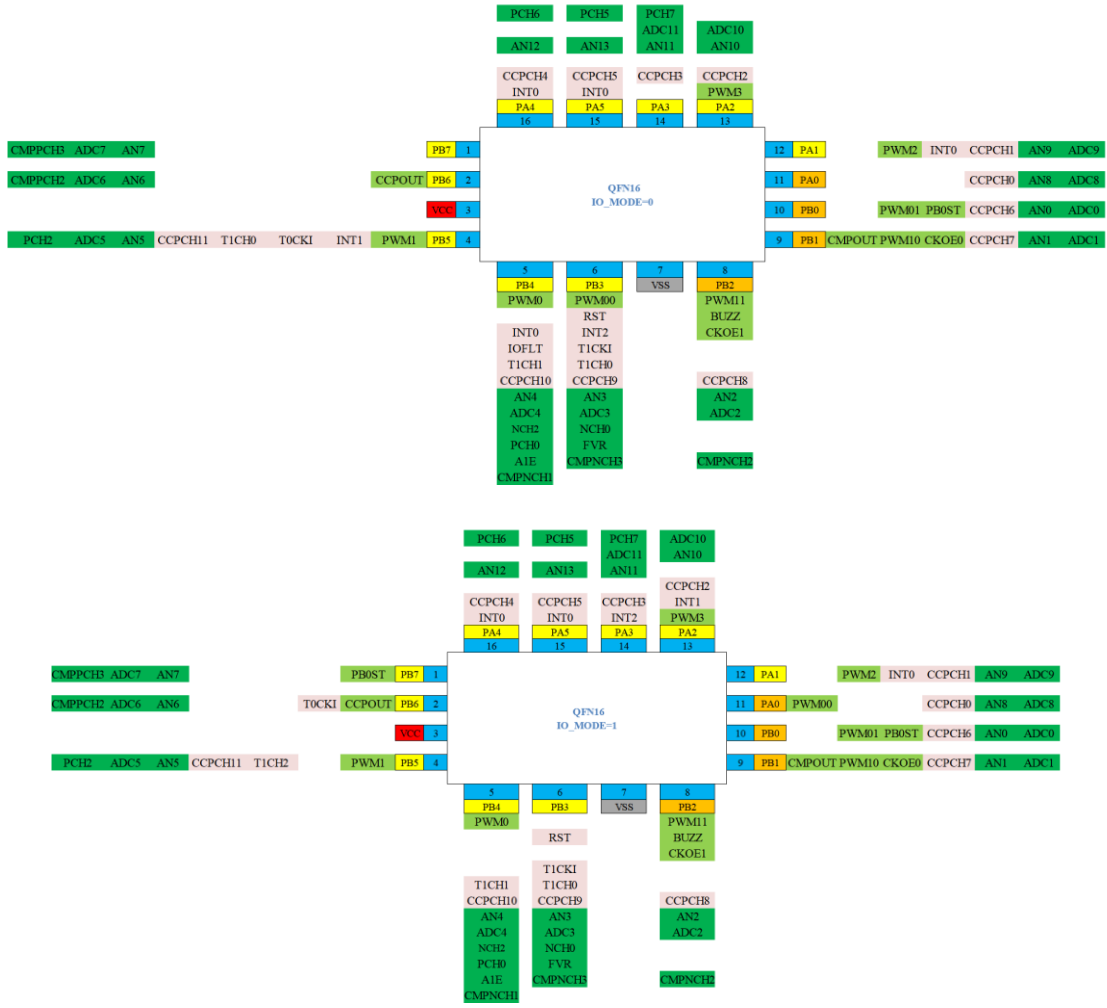 PCH6 PCH5 PCH7
ADC11 ADC10
AN12 AN13 AN11 AN10
CCPCH4 CCPCH5 CCPCH3 CCPCH2
INT0 INT0 PWM3
PA4 PA5 PA3 PA2
16 15 14 13
CMPPCH3 ADC7 AN7 PB7 1 12 PA1 PWM2 INT0 CCPCH1 AN9 ADC9
CMPPCH2 ADC6 AN6 CCPOUT PB6 2 11 PA0 CCPCH0 AN8 ADC8
QFN16
IO_MODE=0
VCC 3 10 PB0 PWM01 PB0ST CCPCH6 AN0 ADC0
PCH2 ADC5 AN5 CCPCH11 T1CH0 T0CKI INT1 PWM1 PB5 4 9 PB1 CMPOUT PWM10 CKOE0 CCPCH7 AN1 ADC1
5 6 7 8
PB4 PB3 VSS PB2
PWM0 PWM00 PWM11
RST BUZZ
INT0 INT2 CKOE1
IOFLT T1CKI
T1CH1 T1CH0
CCPCH10 CCPCH9 CCPCH8
AN4 AN3 AN2
ADC4 ADC3 ADC2
NCH2 NCH0
PCH0 FVR
A1E CMPNCH3 CMPNCH2
CMPNCH1
PCH6 PCH5 PCH7 ADC10
ADC11 AN10
AN12 AN13 AN11
CCPCH2
CCPCH4 CCPCH5 CCPCH3 INT1
INT0 INT0 INT2 PWM3
PA4 PA5 PA3 PA2
16 15 14 13
CMPPCH3 ADC7 AN7 PB0ST PB7 1 12 PA1 PWM2 INT0 CCPCH1 AN9 ADC9
CMPPCH2 ADC6 AN6 T0CKI CCPOUT PB6 2 11 PA0 PWM00 CCPCH0 AN8 ADC8
QFN16
IO_MODE=1
VCC 3 10 PB0 PWM01 PB0ST CCPCH6 AN0 ADC0
PCH2 ADC5 AN5 CCPCH11 T1CH2 PWM1 PB5 4 9 PB1 CMPOUT PWM10 CKOE0 CCPCH7 AN1 ADC1
5 6 7 8
PB4 PB3 VSS PB2
PWM0 PWM11
RST BUZZ
CKOE1
T1CKI
T1CH1 T1CH0
CCPCH10 CCPCH9 CCPCH8
AN4 AN3 AN2
ADC4 ADC3 ADC2
NCH2 NCH0
PCH0 FVR
A1E CMPNCH3 CMPNCH2
CMPNCH1